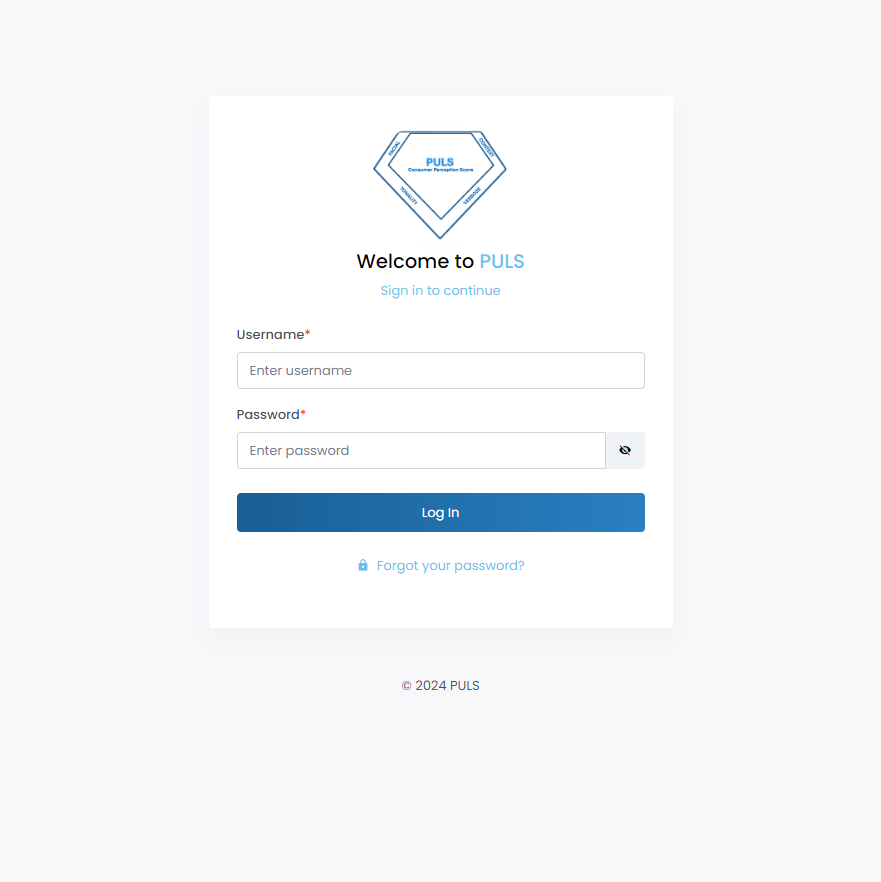 FACIAL
CONTEXT
PULS
Consumer Perception Score
TONALITY
VERBOSE
Welcome to PULS
Sign in to continue
Username*
Enter username
Password*
Enter password
Log In
Forgot your password?
© 2024 PULS